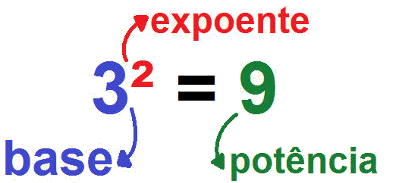 expoente
3² = 9
base
potência